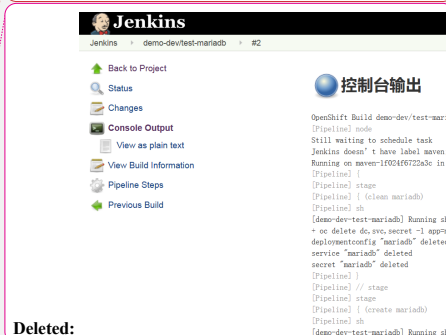 Jenkins
Jenkins › demo-dev/test-mariadb › #2
Back to Project
Status
Changes
Console Output
View as plain text
View Build Information
Pipeline Steps
Previous Build
控制台输出
OpenShift Build demo-dev/test-mari
[Pipeline] node
Still waiting to schedule task
Jenkins doesn't have label maven
Running on maven-1f024f6722a3c in
[Pipeline] {
[Pipeline] stage
[Pipeline] { (clean mariadb)
[Pipeline] sh
[demo-dev-test-mariadb] Running sh
+ oc delete dc,svc,secret -l app=m
deploymentconfig "mariadb" deleted
service "mariadb" deleted
secret "mariadb" deleted
[Pipeline] }
[Pipeline] // stage
[Pipeline] stage
[Pipeline] { (create mariadb)
[Pipeline] sh
[demo-dev-test-mariadb] Running sh
Deleted: